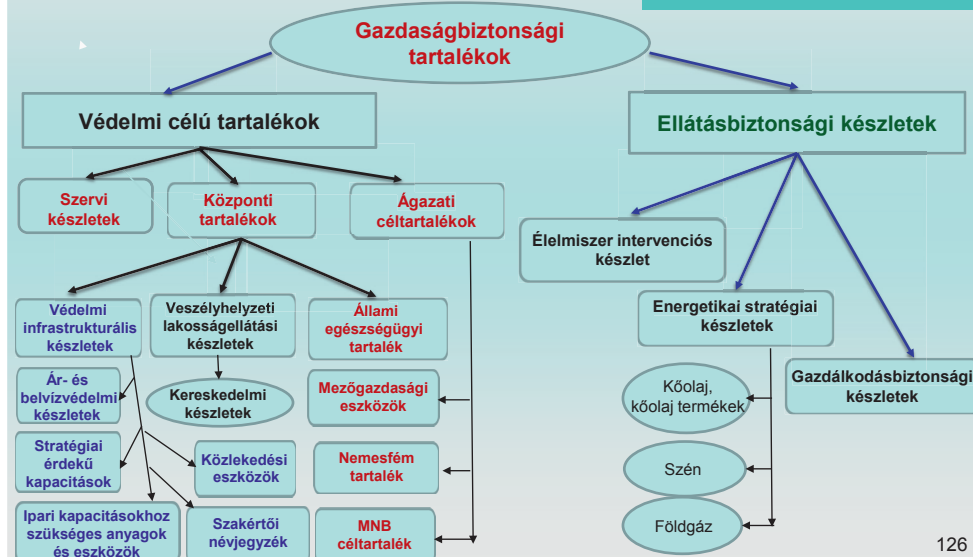 Gazdaságbiztonsági
tartalékok
Védelmi célú tartalékok
Ellátásbiztonsági készletek
Szervi
készletek
Központi
tartalékok
Ágazati
céltartalékok
Élelmiszer intervenciós
készlet
Védelmi
infrastrukturális
készletek
Veszélyhelyzeti
lakosságellátási
készletek
Állami
egészségügyi
tartalék
Energetikai stratégiai
készletek
Gazdálkodásbiztonsági
készletek
Ár- és
belvízvédelmi
készletek
Kereskedelmi
készletek
Mezőgazdasági
eszközök
Kőolaj,
kőolaj termékek
Stratégiai
érdekű
kapacitások
Közlekedési
eszközök
Nemesfém
tartalék
Szén
Ipari kapacitásokhoz
szükséges anyagok
és eszközök
Szakértői
névjegyzék
MNB
céltartalék
Földgáz
126